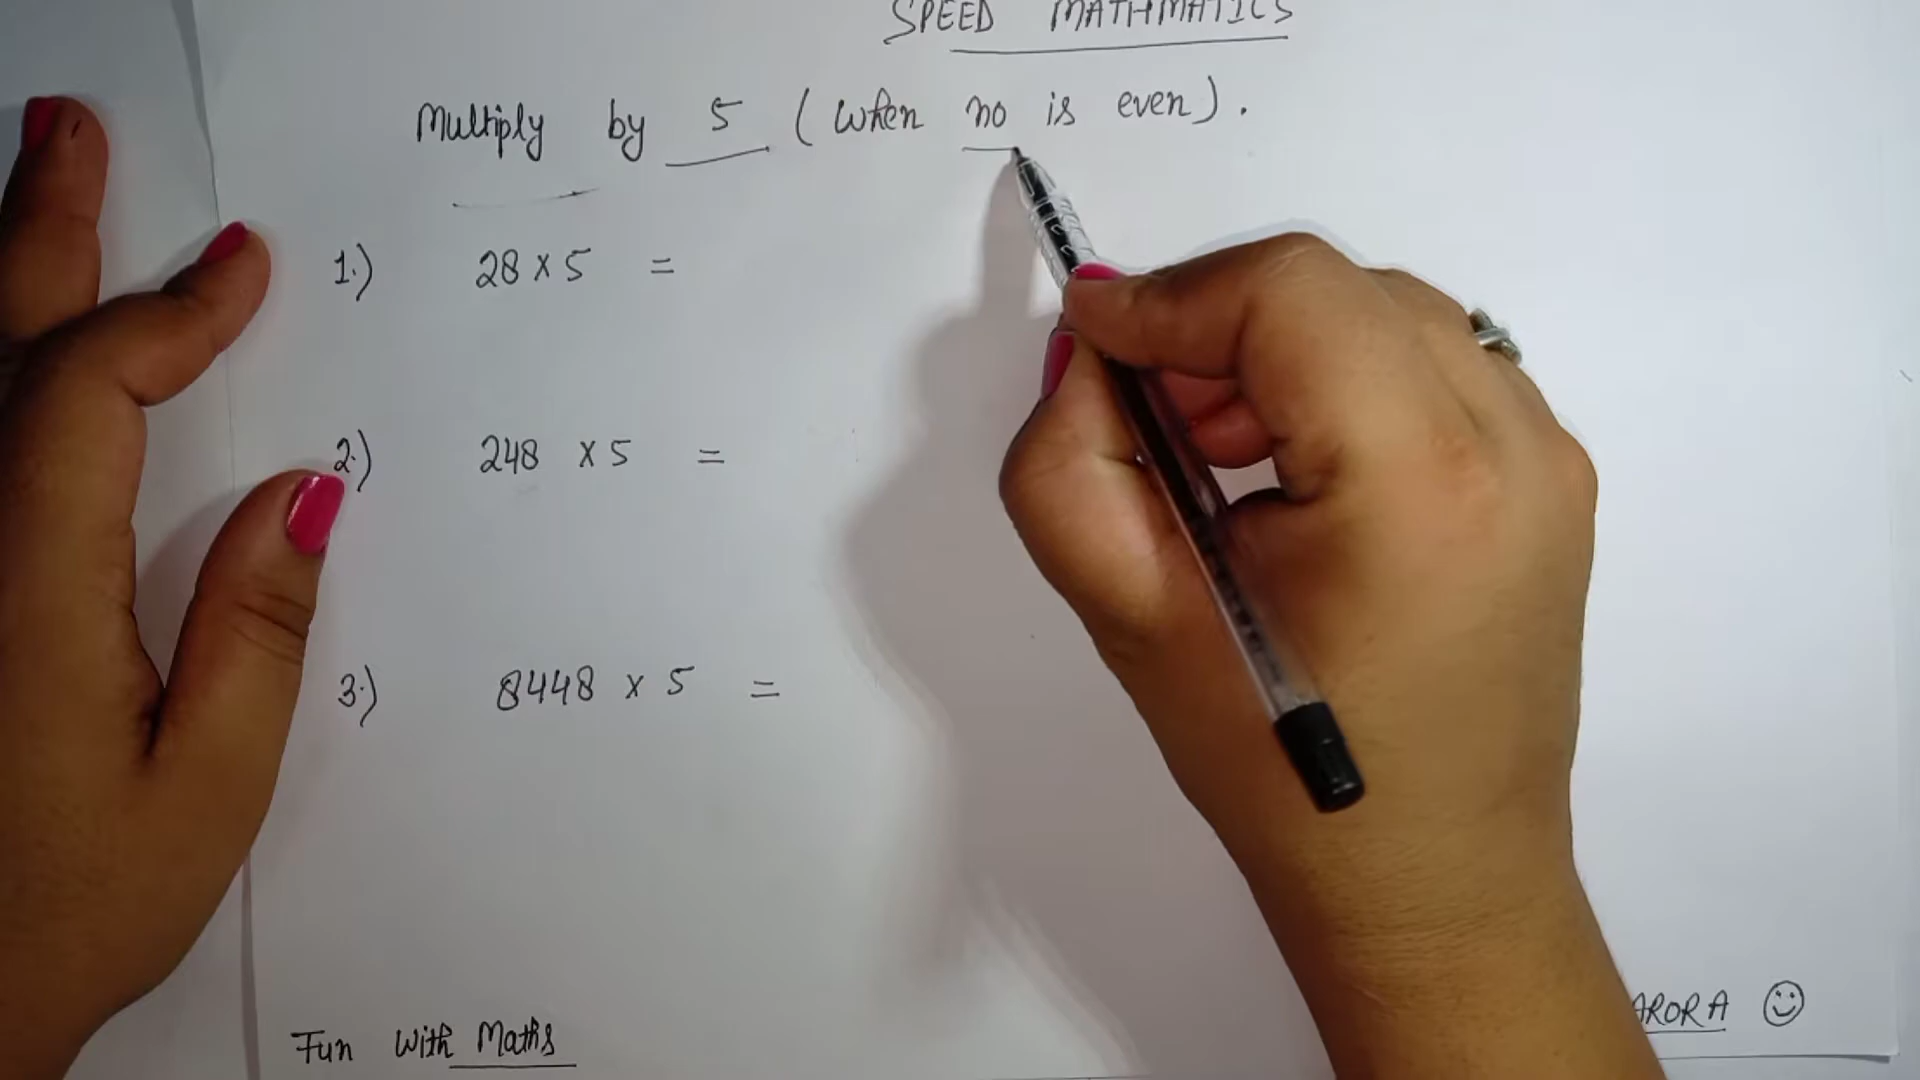 SPEED MATHMATICS
Multiply by 5 (When no is even).
1.) 28 x 5 =
2.) 248 x 5 =
3.) 8448 x 5 =
ARORA
Fun With Maths